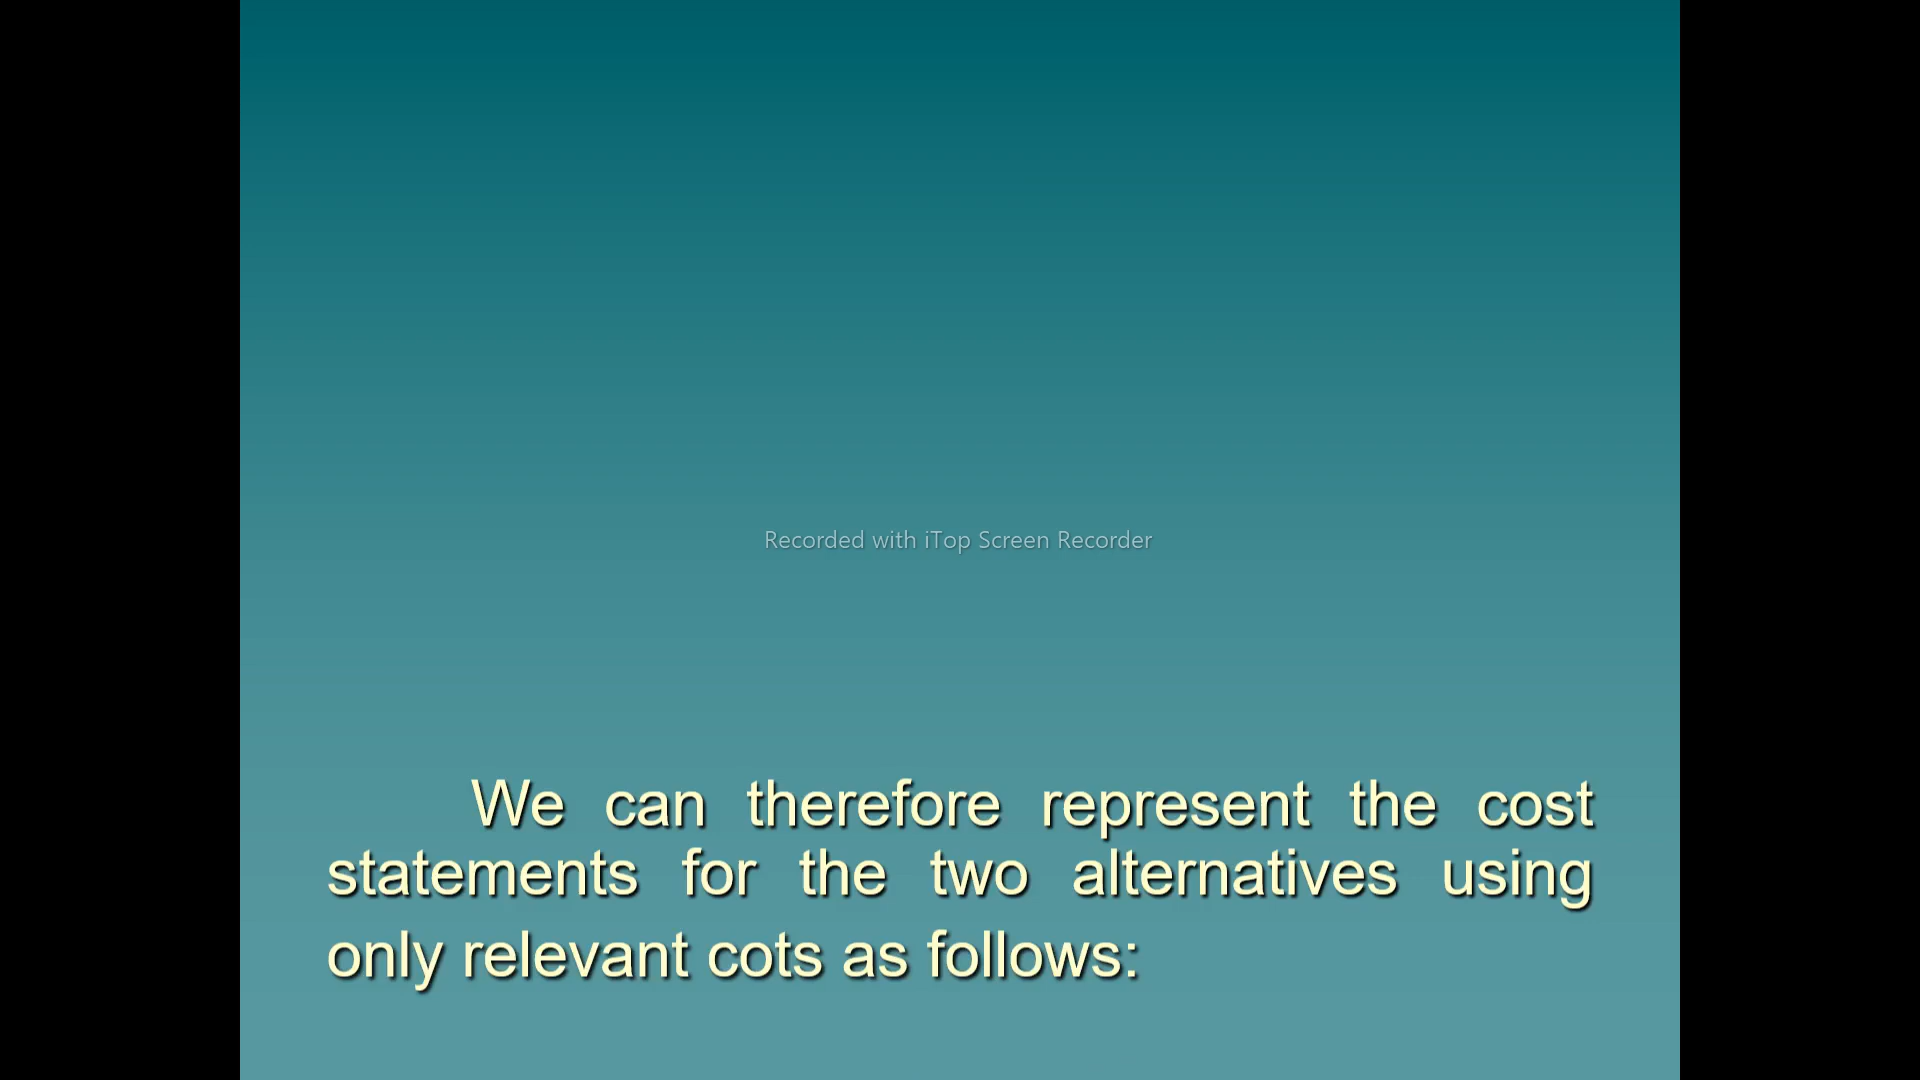 Recorded with iTop Screen Recorder
We can therefore represent the cost
statements for the two alternatives using
only relevant cots as follows: